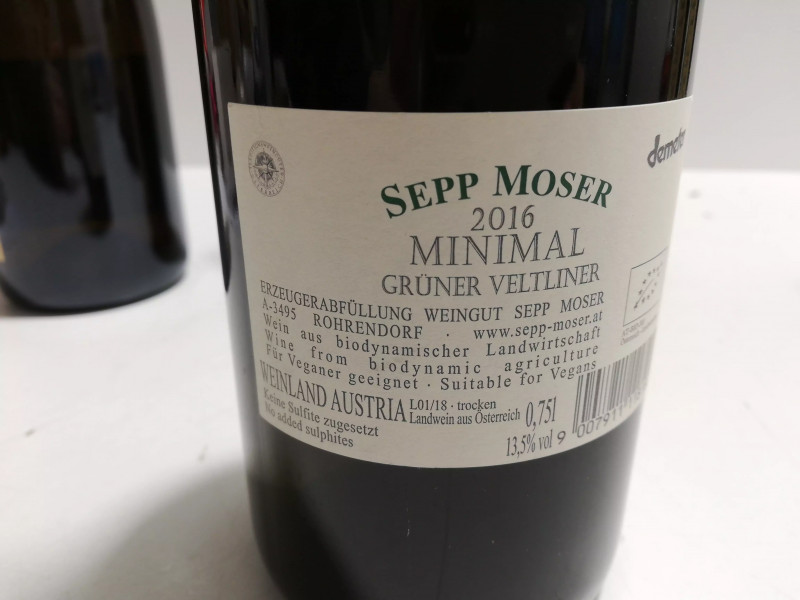 demeter
SEPP MOSER
2016
MINIMAL
GRÜNER VELTLINER
ERZEUGERABFÜLLUNG WEINGUT SEPP MOSER
A-3495 ROHRENDORF · www.sepp-moser.at
Wein aus biodynamischer Landwirtschaft
Wine from biodynamic agriculture
Für Veganer geeignet · Suitable for Vegans
WEINLAND AUSTRIA
L01/18 · trocken
Landwein aus Österreich
0,75l
Keine Sulfite zugesetzt
No added sulphites
13,5% vol